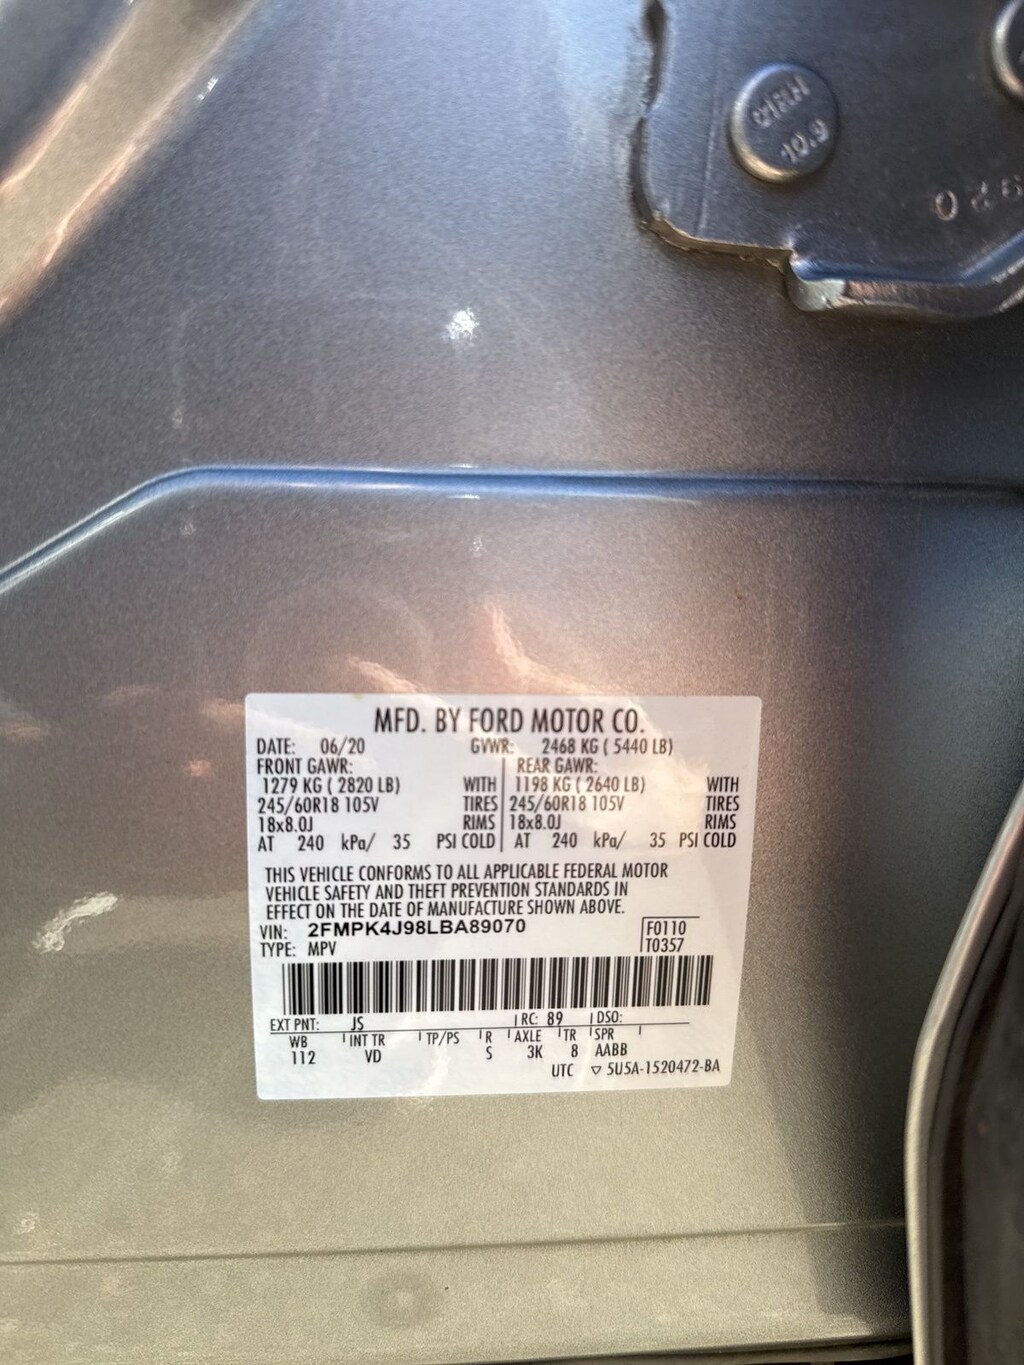 10.9
026
MFD. BY FORD MOTOR CO.
DATE: 06/20 GVWR: 2468 KG ( 5440 LB)
FRONT GAWR: REAR GAWR:
1279 KG ( 2820 LB) WITH 1198 KG ( 2640 LB) WITH
245/60R18 105V TIRES 245/60R18 105V TIRES
18x8.0J RIMS 18x8.0J RIMS
AT 240 kPa/ 35 PSI COLD AT 240 kPa/ 35 PSI COLD
THIS VEHICLE CONFORMS TO ALL APPLICABLE FEDERAL MOTOR
VEHICLE SAFETY AND THEFT PREVENTION STANDARDS IN
EFFECT ON THE DATE OF MANUFACTURE SHOWN ABOVE.
VIN: 2FMPK4J98LBA89070 F0110
TYPE: MPV T0357
EXT PNT: JS RC: 89 DSO:
WB INT TR TP/PS R AXLE TR SPR
112 VD S 3K 8 AABB
UTC ▽ 5U5A-1520472-BA